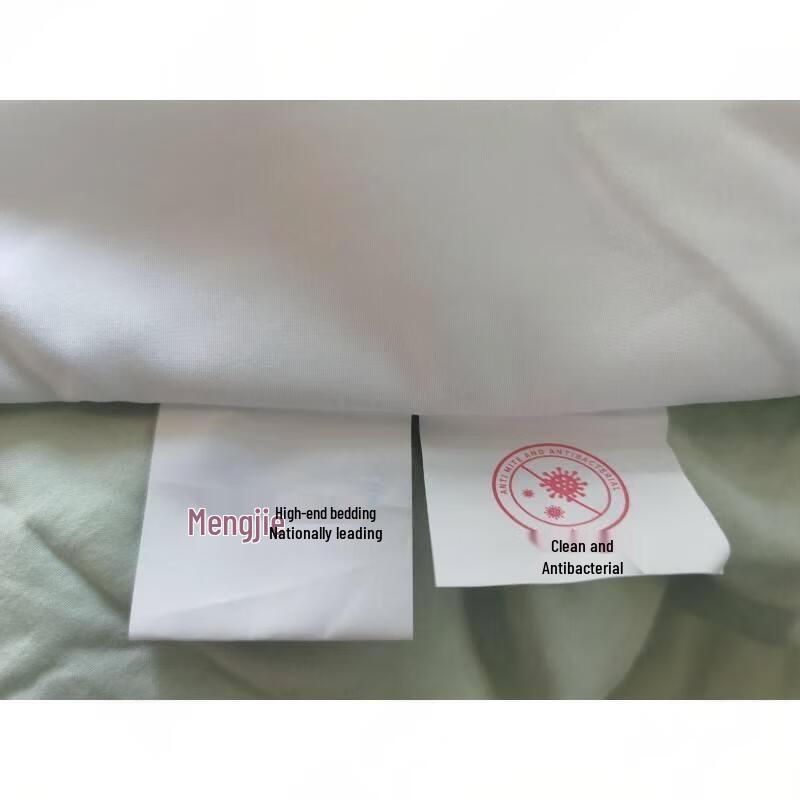 Mengjie
High-end bedding
Nationally leading
ANTI MITE AND ANTIBACTERIAL
Clean and
Antibacterial